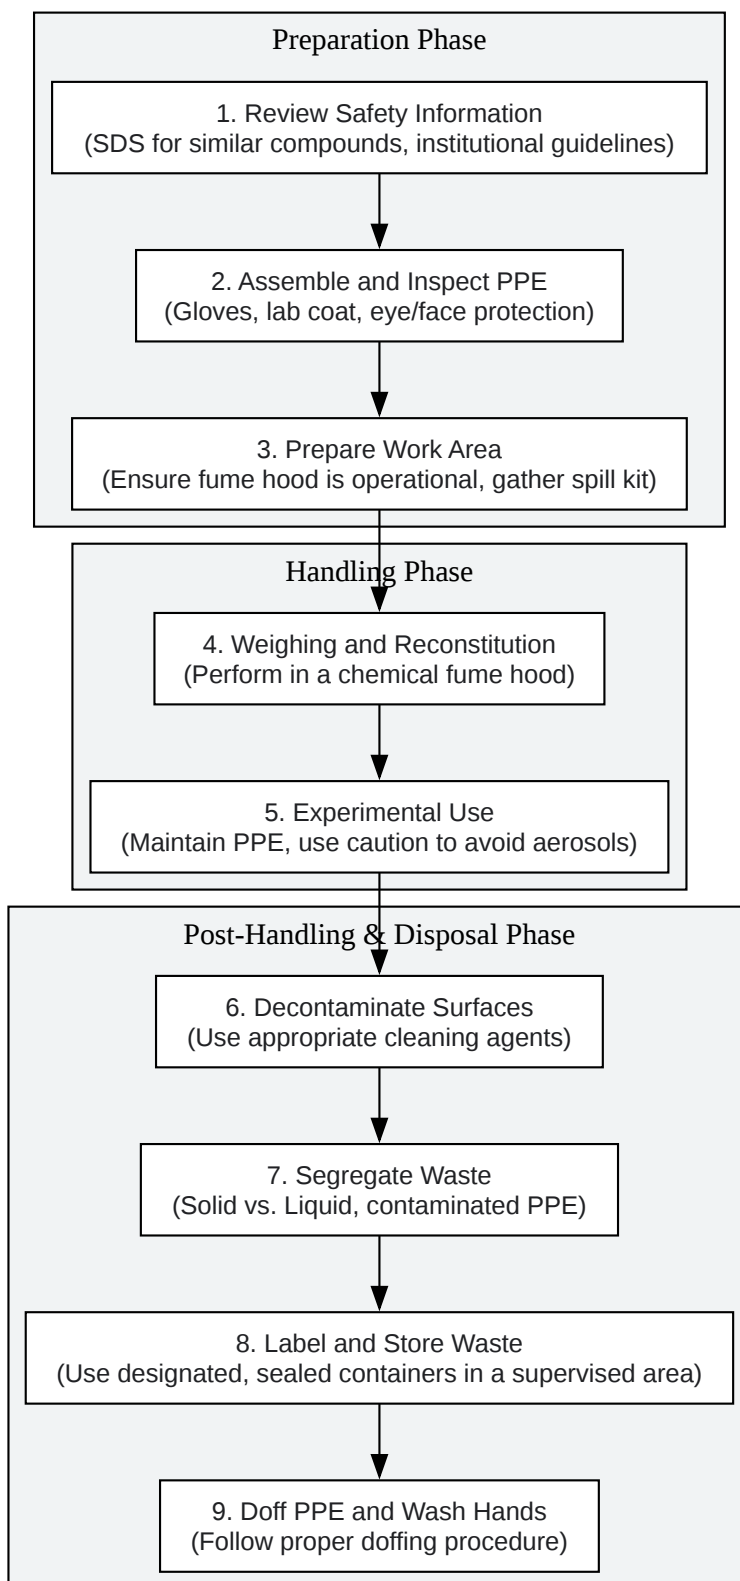 Preparation Phase
1. Review Safety Information
(SDS for similar compounds, institutional guidelines)
2. Assemble and Inspect PPE
(Gloves, lab coat, eye/face protection)
3. Prepare Work Area
(Ensure fume hood is operational, gather spill kit)
Handling Phase
4. Weighing and Reconstitution
(Perform in a chemical fume hood)
5. Experimental Use
(Maintain PPE, use caution to avoid aerosols)
Post-Handling & Disposal Phase
6. Decontaminate Surfaces
(Use appropriate cleaning agents)
7. Segregate Waste
(Solid vs. Liquid, contaminated PPE)
8. Label and Store Waste
(Use designated, sealed containers in a supervised area)
9. Doff PPE and Wash Hands
(Follow proper doffing procedure)